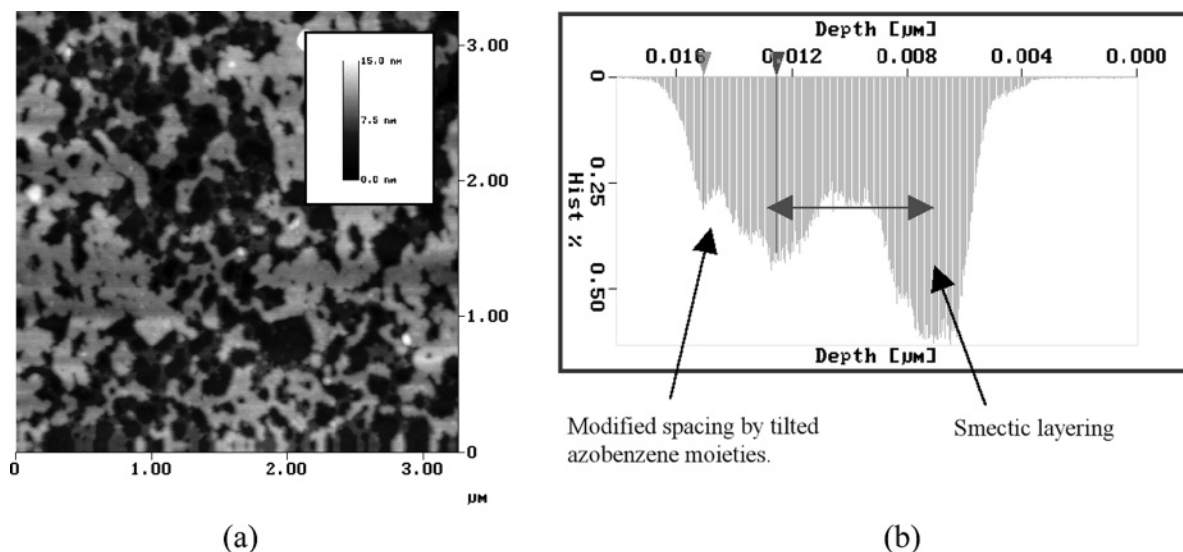 15.0 nm
7.5 nm
0.0 nm
3.00
2.00
1.00
0
0
1.00
2.00
3.00
µM
(a)
Depth [µM]
0.016
0.012
0.008
0.004
0.000
0
0.25
0.50
Hist %
Depth [µM]
Modified spacing by tilted
azobenzene moieties.
Smectic layering
(b)